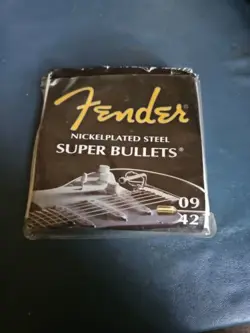 Fender
NICKELPLATED STEEL
SUPER BULLETS®
09
42